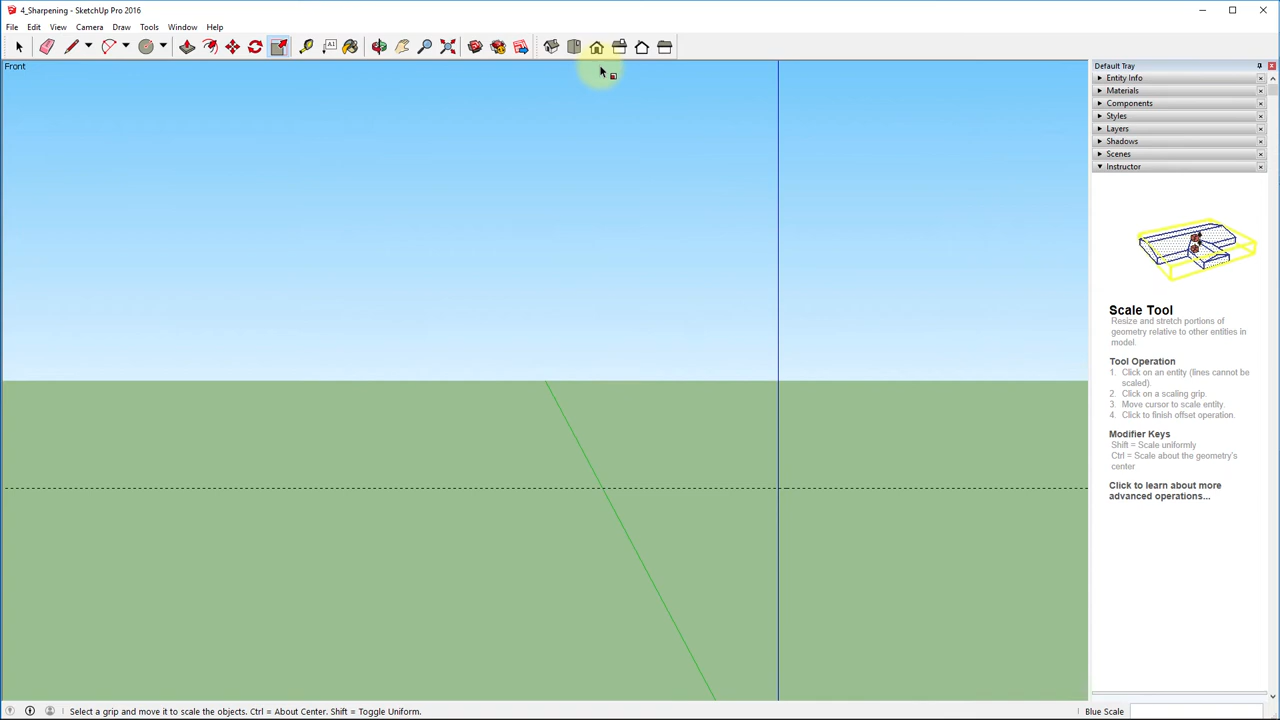 4_Sharpening - SketchUp Pro 2016
File Edit View Camera Draw Tools Window Help
A1
Front
Default Tray
Entity Info
Materials
Components
Styles
Layers
Shadows
Scenes
Instructor
Scale Tool
Resize and stretch portions of
geometry relative to other entities in
model.
Tool Operation
1. Click on an entity (lines cannot be
scaled).
2. Click on a scaling grip.
3. Move cursor to scale entity.
4. Click to finish offset operation.
Modifier Keys
Shift = Scale uniformly
Ctrl = Scale about the geometry's
center
Click to learn about more
advanced operations...
Select a grip and move it to scale the objects. Ctrl = About Center. Shift = Toggle Uniform.
Blue Scale